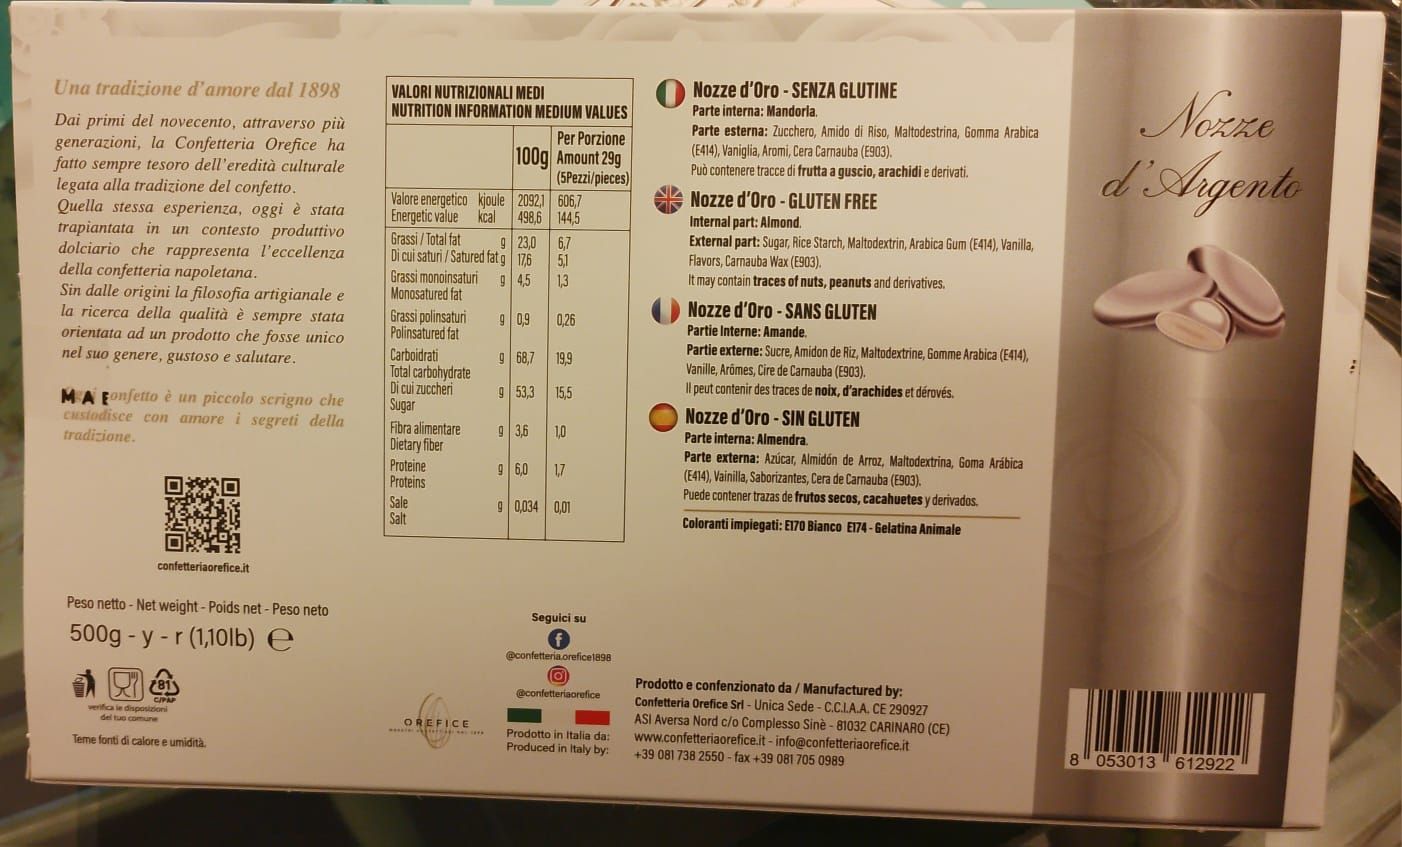 Una tradizione d'amore dal 1898
Dai primi del novecento, attraverso più
generazioni, la Confetteria Orefice ha
fatto sempre tesoro dell'eredità culturale
legata alla tradizione del confetto.
Quella stessa esperienza, oggi è stata
trapiantata in un contesto produttivo
dolciario che rappresenta l'eccellenza
della confetteria napoletana.
Sin dalle origini la filosofia artigianale e
la ricerca della qualità è sempre stata
orientata ad un prodotto che fosse unico
nel suo genere, gustoso e salutare.
MAE onfetto è un piccolo scrigno che
custodisce con amore i segreti della
tradizione.
confetteriaorefice.it
Peso netto - Net weight - Poids net - Peso neto
500g - y - r (1,10lb) e
81
C/PAP
verifica le disposizioni
del tuo comune
Teme fonti di calore e umidità.
VALORI NUTRIZIONALI MEDI
NUTRITION INFORMATION MEDIUM VALUES
100g Per Porzione
Amount 29g
(5Pezzi/pieces)
Valore energetico kjoule 2092,1 606,7
Energetic value kcal 498,6 144,5
Grassi / Total fat g 23,0 6,7
Di cui saturi / Satured fat g 17,6 5,1
Grassi monoinsaturi g 4,5 1,3
Monosatured fat
Grassi polinsaturi g 0,9 0,26
Polinsatured fat
Carboidrati g 68,7 19,9
Total carbohydrate
Di cui zuccheri g 53,3 15,5
Sugar
Fibra alimentare g 3,6 1,0
Dietary fiber
Proteine g 6,0 1,7
Proteins
Sale g 0,034 0,01
Salt
Seguici su
@confetteria.orefice1898
@confetteriaorefice
OREFICE
Prodotto in Italia da:
Produced in Italy by:
Nozze d'Oro - SENZA GLUTINE
Parte interna: Mandorla.
Parte esterna: Zucchero, Amido di Riso, Maltodestrina, Gomma Arabica
(E414), Vaniglia, Aromi, Cera Carnauba (E903).
Può contenere tracce di frutta a guscio, arachidi e derivati.
Nozze d'Oro - GLUTEN FREE
Internal part: Almond.
External part: Sugar, Rice Starch, Maltodextrin, Arabica Gum (E414), Vanilla,
Flavors, Carnauba Wax (E903).
It may contain traces of nuts, peanuts and derivatives.
Nozze d'Oro - SANS GLUTEN
Partie Interne: Amande.
Partie externe: Sucre, Amidon de Riz, Maltodextrine, Gomme Arabica (E414),
Vanille, Arômes, Cire de Carnauba (E903).
Il peut contenir des traces de noix, d'arachides et dérovés.
Nozze d'Oro - SIN GLUTEN
Parte interna: Almendra.
Parte externa: Azúcar, Almidón de Arroz, Maltodextrina, Goma Arábica
(E414), Vainilla, Saborizantes, Cera de Carnauba (E903).
Puede contener trazas de frutos secos, cacahuetes y derivados.
Coloranti impiegati: E170 Bianco E174 - Gelatina Animale
Prodotto e confenzionato da / Manufactured by:
Confetteria Orefice Srl - Unica Sede - C.C.I.A.A. CE 290927
ASI Aversa Nord c/o Complesso Sinè - 81032 CARINARO (CE)
www.confetteriaorefice.it - info@confetteriaorefice.it
+39 081 738 2550 - fax +39 081 705 0989
Nozze
d'Argento
8 053013 612922